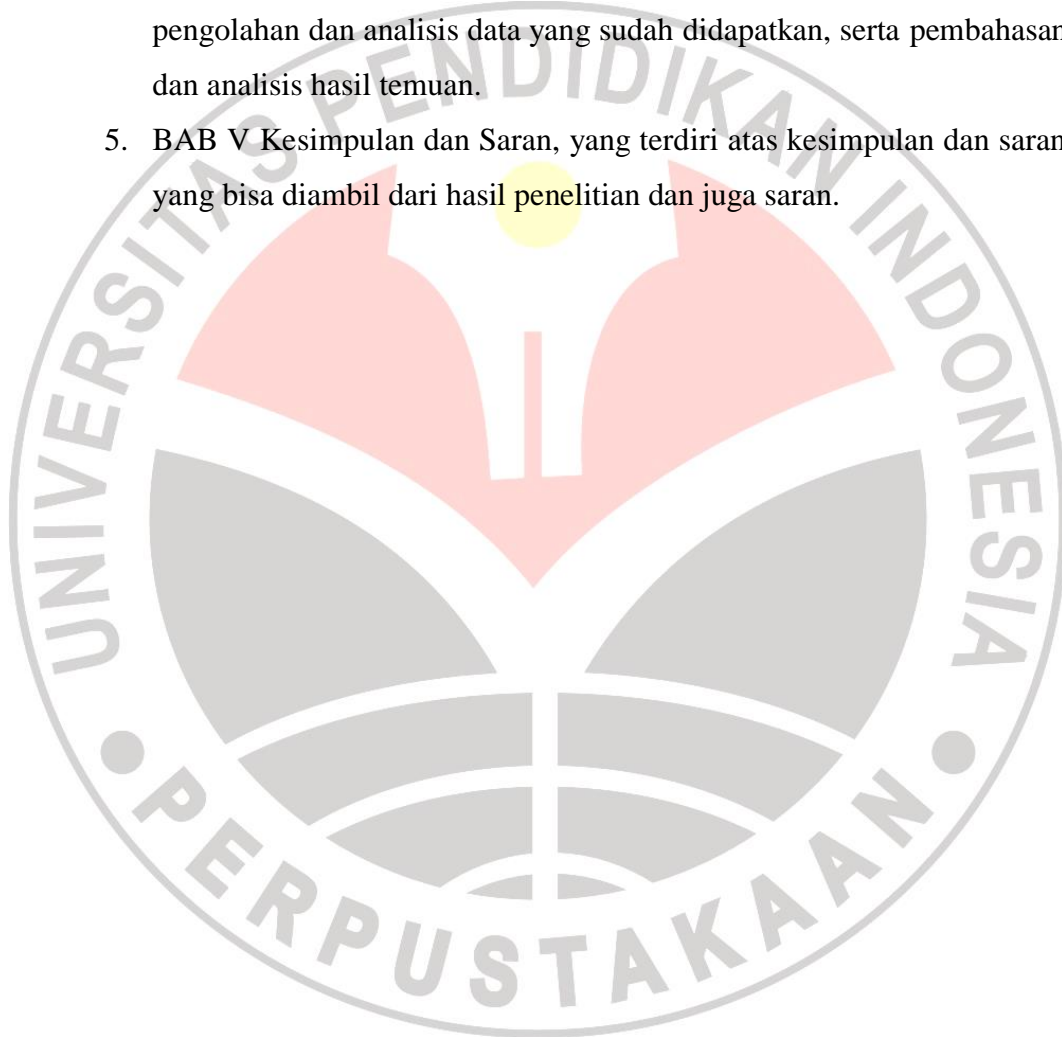 pengolahan dan analisis data yang sudah didapatkan, serta pembahasan
dan analisis hasil temuan.
5. BAB V Kesimpulan dan Saran, yang terdiri atas kesimpulan dan saran
yang bisa diambil dari hasil penelitian dan juga saran.
UNIVERSITAS PENDIDIKAN INDONESIA
PERPUSTAKAAN